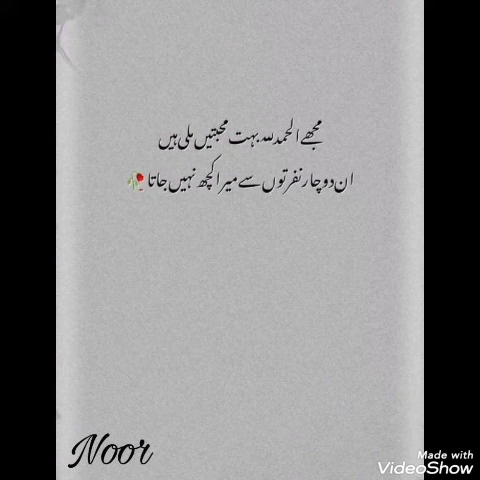 مجھے الحمدللہ بہت محبتیں ملی ہیں
ان دو چار نفرتوں سے میرا کچھ نہیں جاتا🥀
Noor
Made with
VideoShow